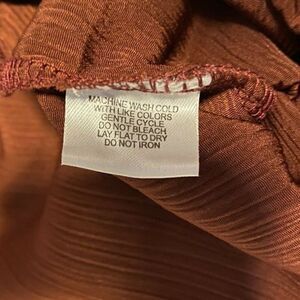 MACHINE WASH COLD
WITH LIKE COLORS
GENTLE CYCLE
DO NOT BLEACH
LAY FLAT TO DRY
DO NOT IRON